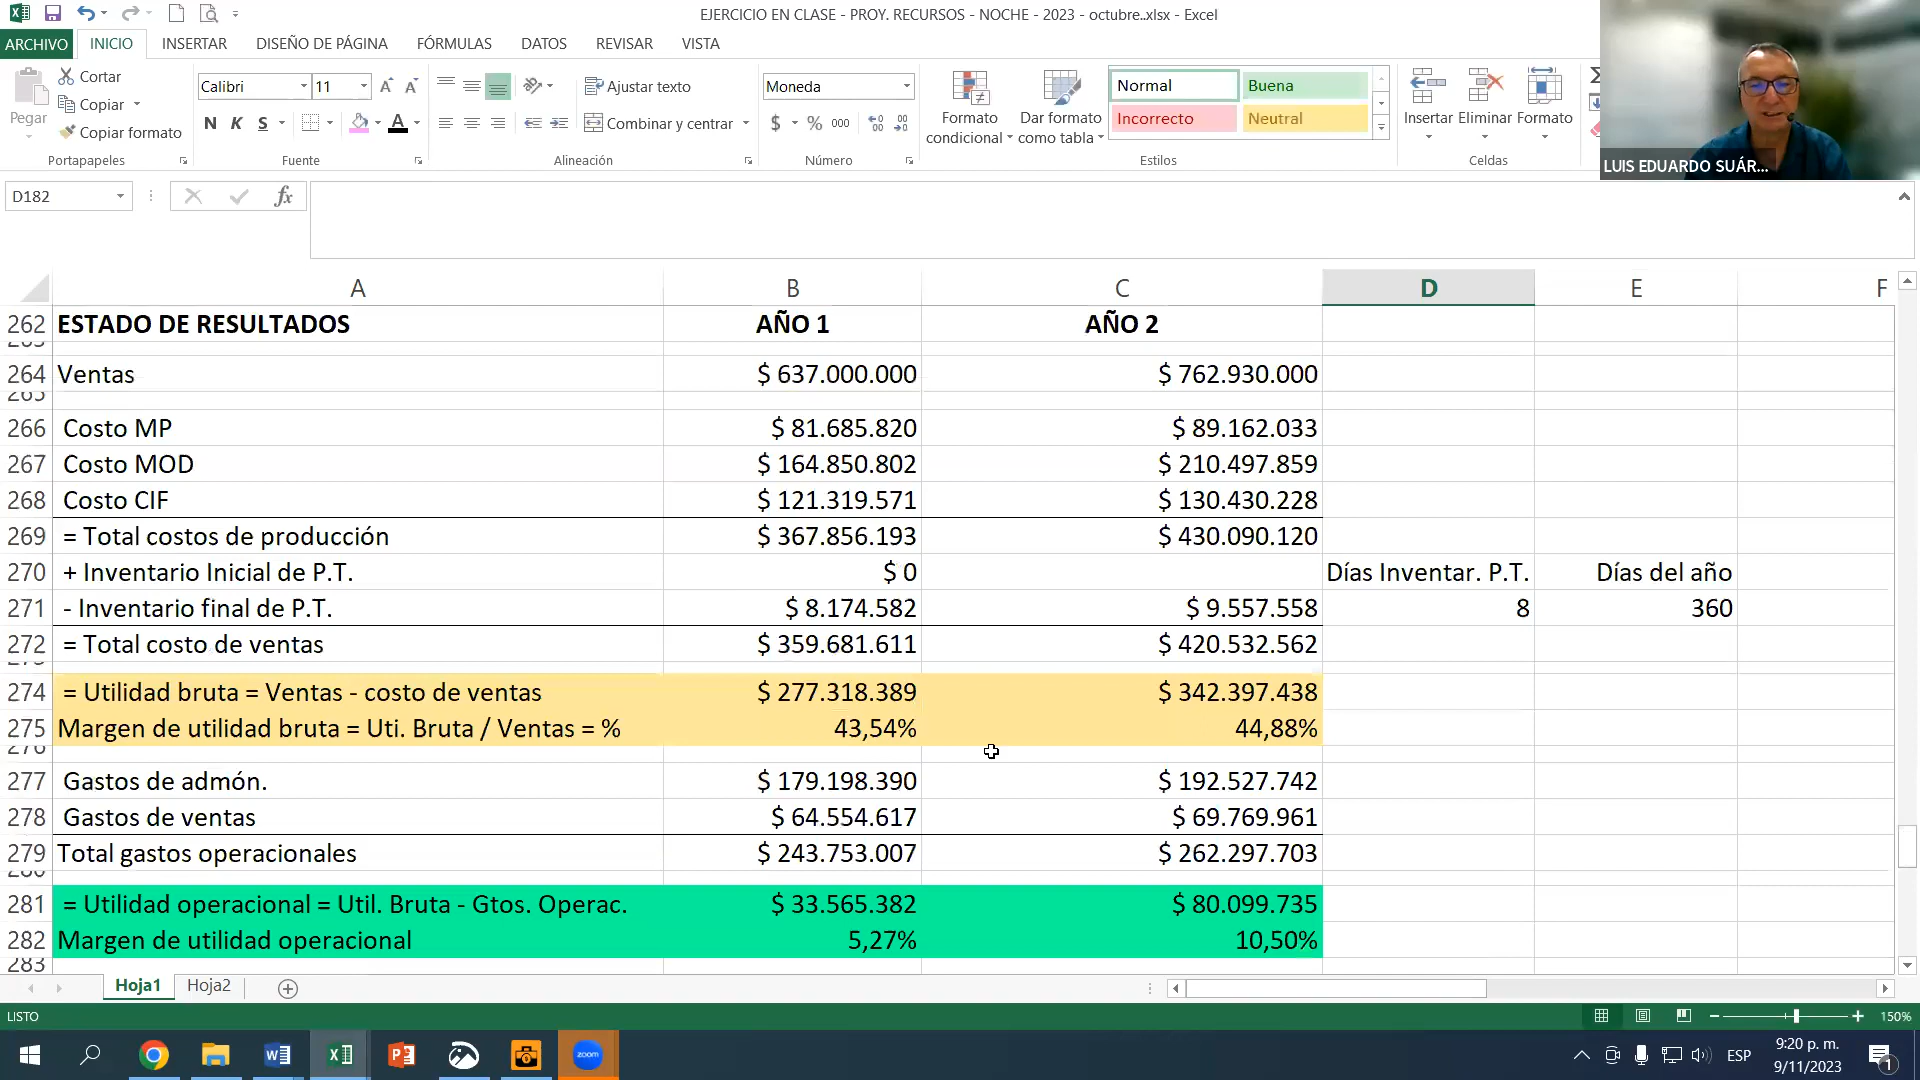 EJERCICIO EN CLASE - PROY. RECURSOS - NOCHE - 2023 - octubre..xlsx - Excel
ARCHIVO INICIO INSERTAR DISEÑO DE PÁGINA FÓRMULAS DATOS REVISAR VISTA
Pegar
Cortar
Copiar
Copiar formato
Portapapeles
Calibri 11
N K S
A
Fuente
Ajustar texto
Combinar y centrar
Alineación
Moneda
$ % 000
Número
Formato condicional
Dar formato como tabla
Normal Buena
Incorrecto Neutral
Estilos
Insertar Eliminar Formato
Celdas
LUIS EDUARDO SUÁR...
D182 fx
A B C D E F
262 ESTADO DE RESULTADOS AÑO 1 AÑO 2
263
264 Ventas $ 637.000.000 $ 762.930.000
265
266 Costo MP $ 81.685.820 $ 89.162.033
267 Costo MOD $ 164.850.802 $ 210.497.859
268 Costo CIF $ 121.319.571 $ 130.430.228
269 = Total costos de producción $ 367.856.193 $ 430.090.120
270 + Inventario Inicial de P.T. $ 0 Días Inventar. P.T. Días del año
271 - Inventario final de P.T. $ 8.174.582 $ 9.557.558 8 360
272 = Total costo de ventas $ 359.681.611 $ 420.532.562
273
274 = Utilidad bruta = Ventas - costo de ventas $ 277.318.389 $ 342.397.438
275 Margen de utilidad bruta = Uti. Bruta / Ventas = % 43,54% 44,88%
276
277 Gastos de admón. $ 179.198.390 $ 192.527.742
278 Gastos de ventas $ 64.554.617 $ 69.769.961
279 Total gastos operacionales $ 243.753.007 $ 262.297.703
280
281 = Utilidad operacional = Util. Bruta - Gtos. Operac. $ 33.565.382 $ 80.099.735
282 Margen de utilidad operacional 5,27% 10,50%
283
Hoja1 Hoja2
LISTO 150%
zoom
ESP
9:20 p. m.
9/11/2023
1